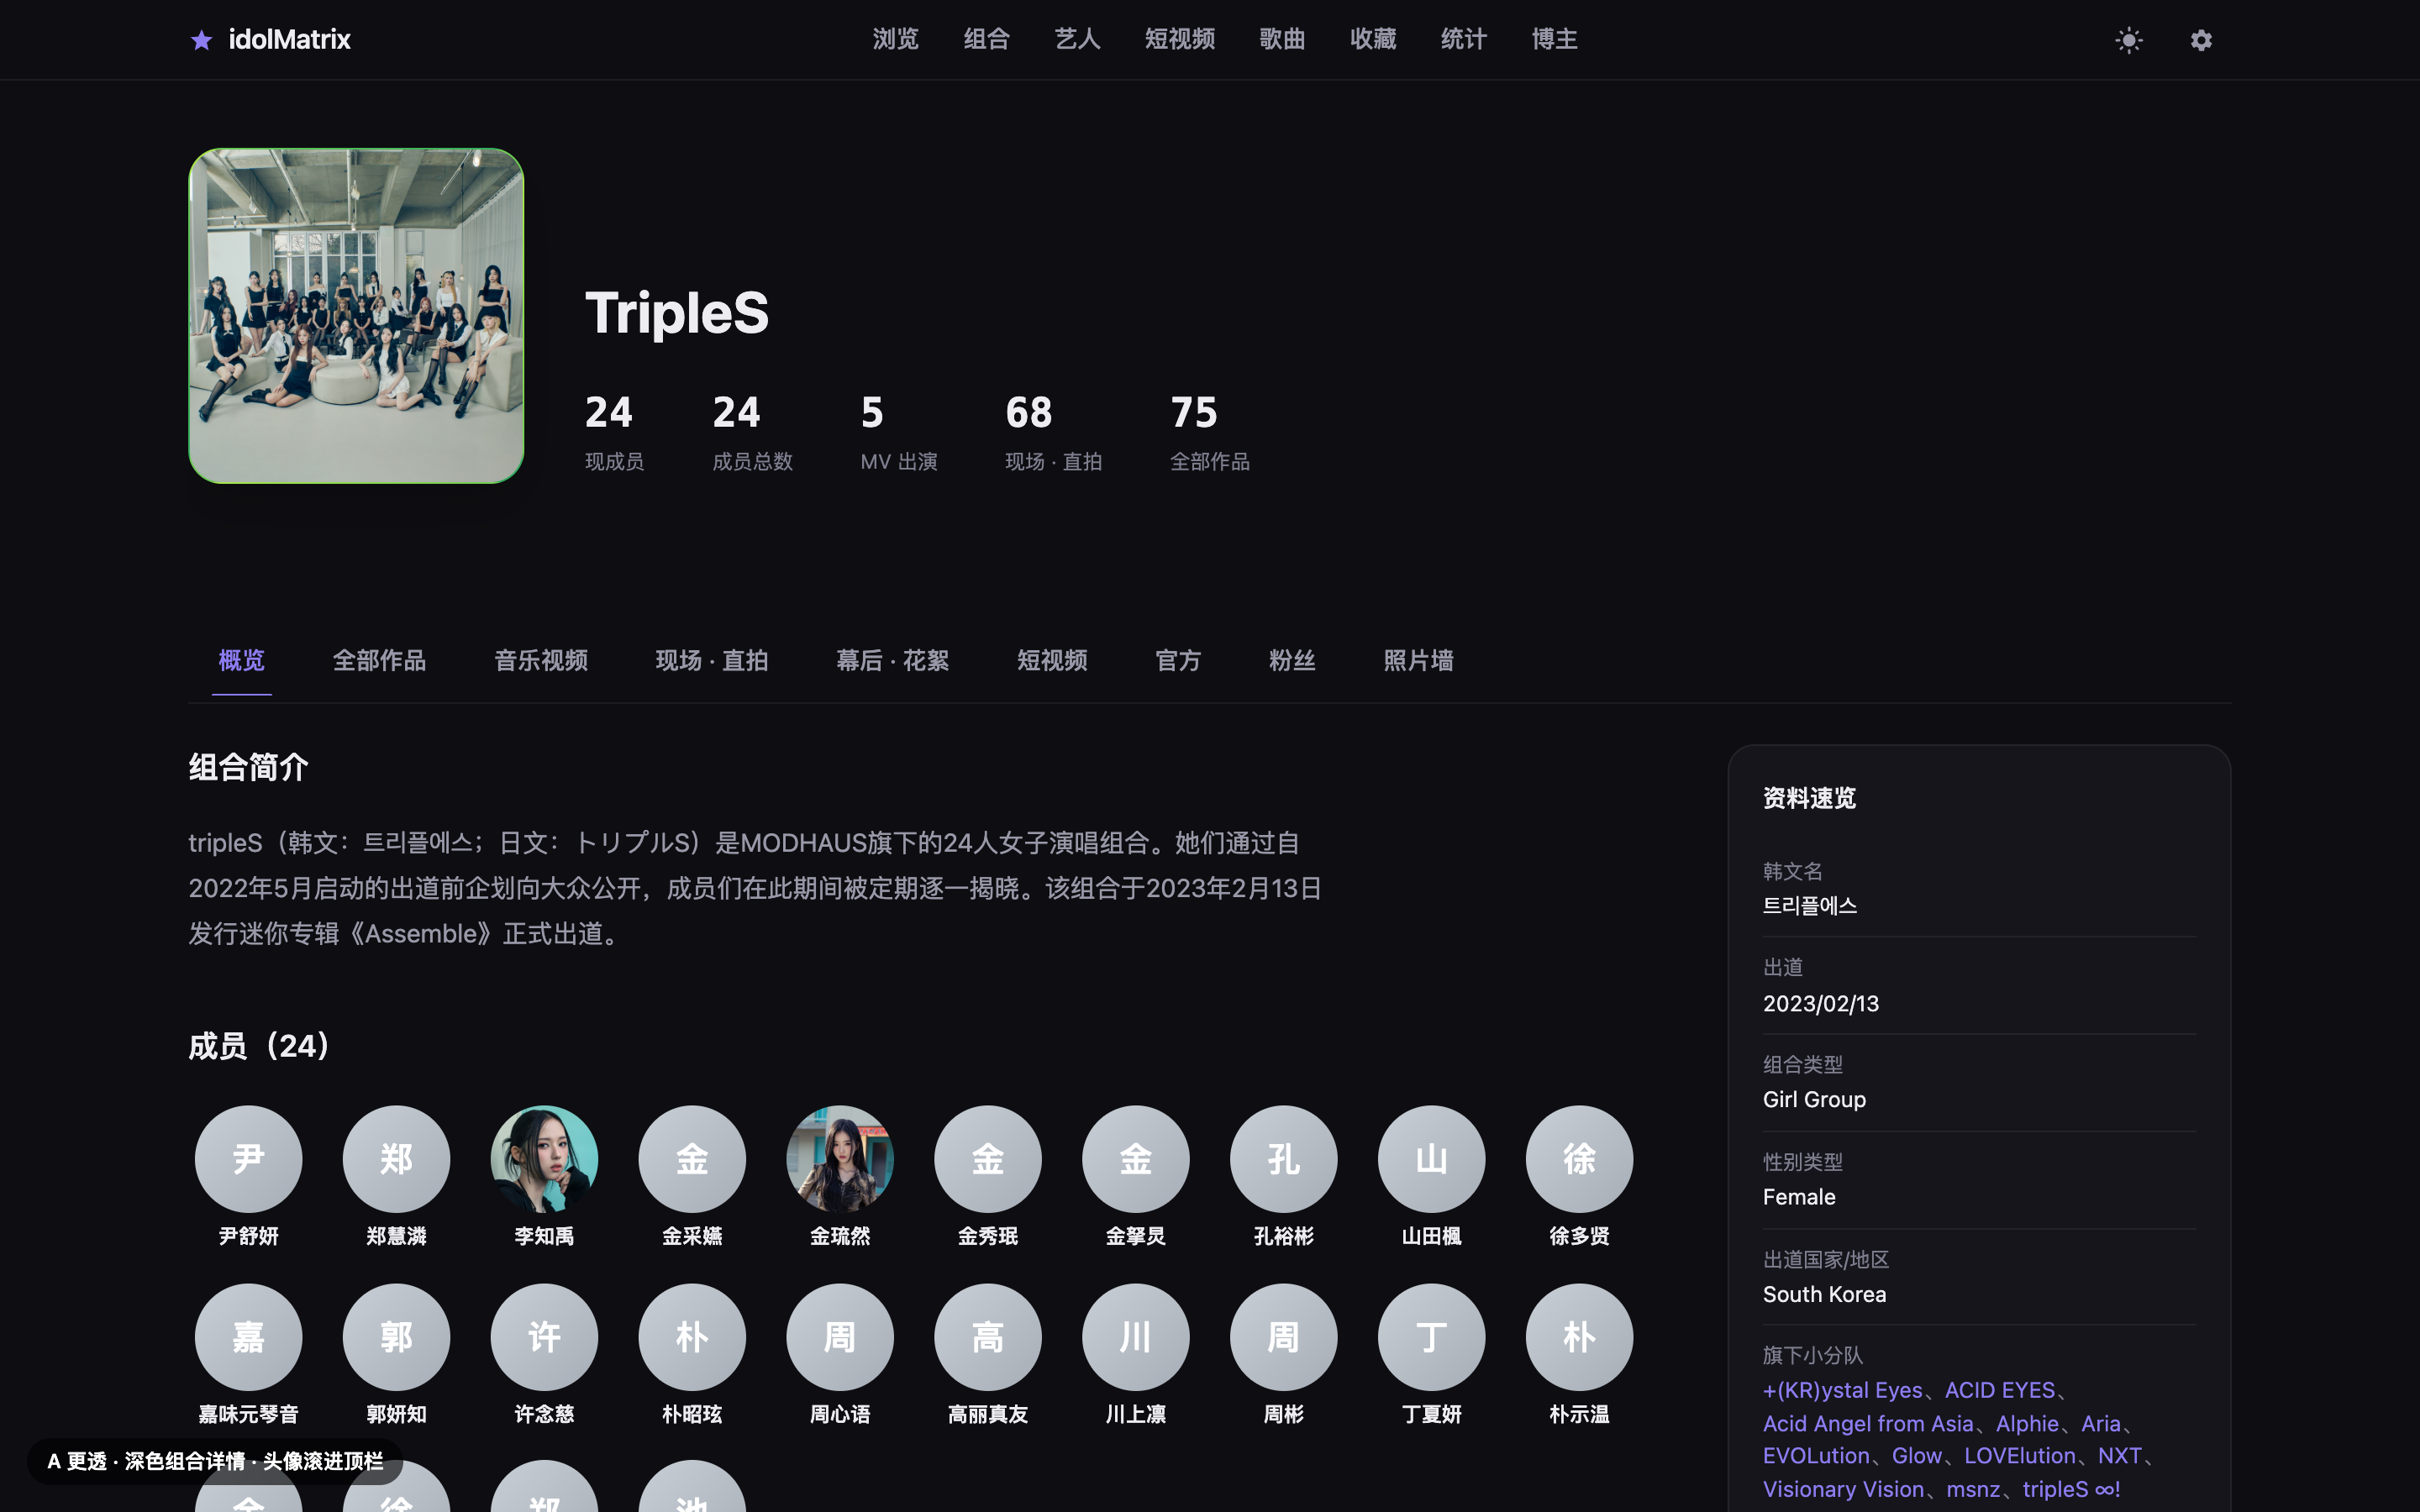 idolMatrix
浏览 组合 艺人 短视频 歌曲 收藏 统计 博主
TripleS
24 24 5 68 75
现成员 成员总数 MV 出演 现场 · 直拍 全部作品
概览 全部作品 音乐视频 现场 · 直拍 幕后 · 花絮 短视频 官方 粉丝 照片墙
组合简介
tripleS（韩文：트리플에스；日文：トリプルS）是MODHAUS旗下的24人女子演唱组合。她们通过自
2022年5月启动的出道前企划向大众公开，成员们在此期间被定期逐一揭晓。该组合于2023年2月13日
发行迷你专辑《Assemble》正式出道。
成员（24）
尹 郑 金 金 金 孔 山 徐
尹舒妍 郑慧潾 李知禹 金采嬿 金琉然 金秀珉 金挐炅 孔裕彬 山田楓 徐多贤
嘉 郭 许 朴 周 高 川 周 丁 朴
嘉味元琴音 郭妍知 许念慈 朴昭玹 周心语 高丽真友 川上凛 周彬 丁夏妍 朴示温
金 徐 郑 池
A 更透 · 深色组合详情 · 头像滚进顶栏
资料速览
韩文名
트리플에스
出道
2023/02/13
组合类型
Girl Group
性别类型
Female
出道国家/地区
South Korea
旗下小分队
+(KR)ystal Eyes、ACID EYES、
Acid Angel from Asia、Alphie、Aria、
EVOLution、Glow、LOVElution、NXT、
Visionary Vision、msnz、tripleS ∞!